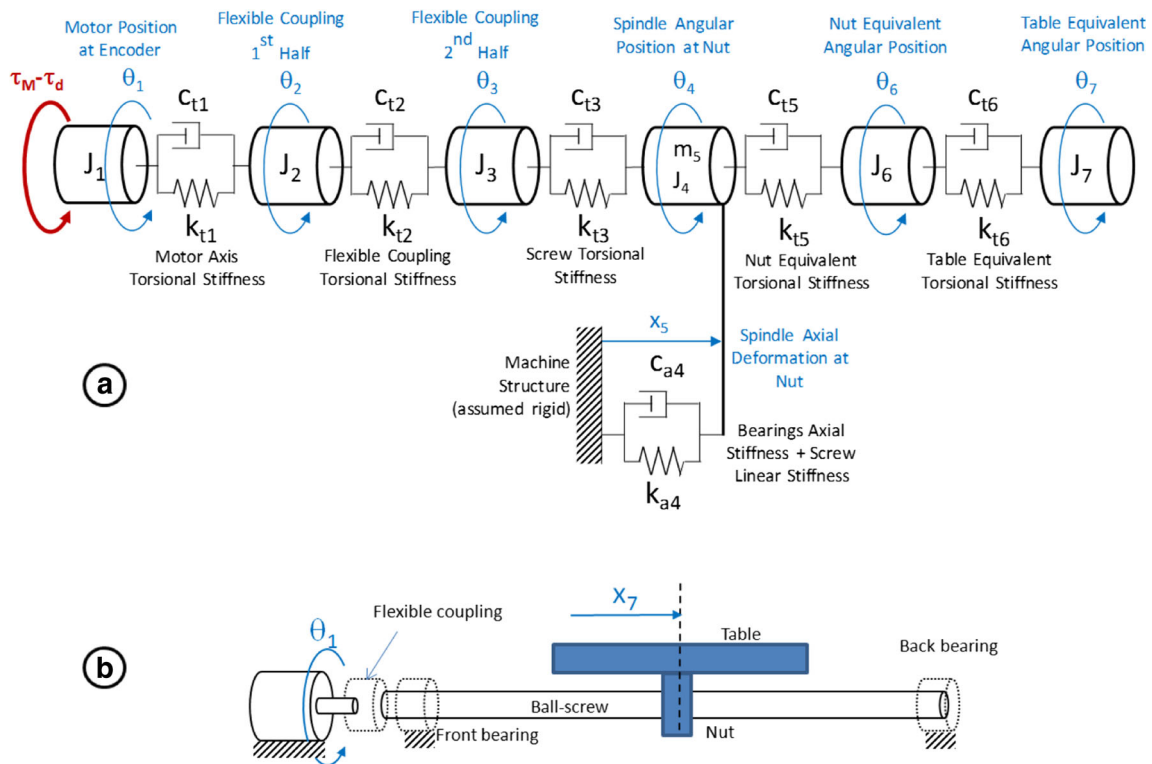 Motor Position
at Encoder
Flexible Coupling
1st Half
Flexible Coupling
2nd Half
Spindle Angular
Position at Nut
Nut Equivalent
Angular Position
Table Equivalent
Angular Position
τM-τd
θ1
θ2
θ3
θ4
θ6
θ7
ct1
ct2
ct3
ct5
ct6
J1
J2
J3
m5
J4
J6
J7
kt1
kt2
kt3
kt5
kt6
Motor Axis
Torsional Stiffness
Flexible Coupling
Torsional Stiffness
Screw Torsional
Stiffness
Nut Equivalent
Torsional Stiffness
Table Equivalent
Torsional Stiffness
x5
Spindle Axial
Deformation at
Nut
Machine
Structure
(assumed rigid)
ca4
ka4
Bearings Axial
Stiffness + Screw
Linear Stiffness
a
x7
Flexible coupling
Table
Back bearing
θ1
b
Ball-screw
Front bearing
Nut